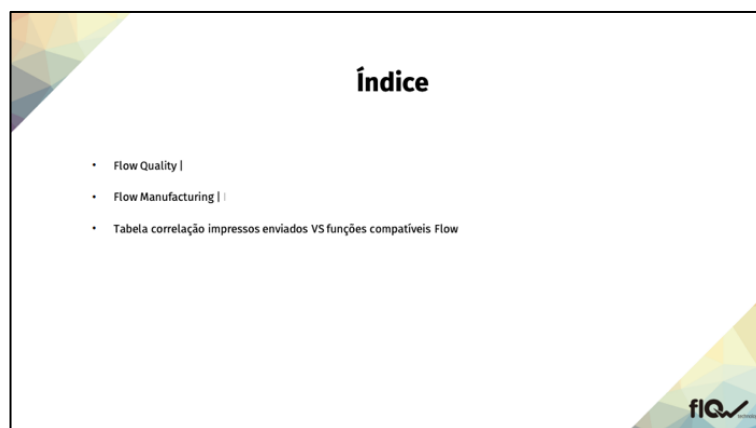 Índice
• Flow Quality |
• Flow Manufacturing | |
• Tabela correlação impressos enviados VS funções compatíveis Flow
flow